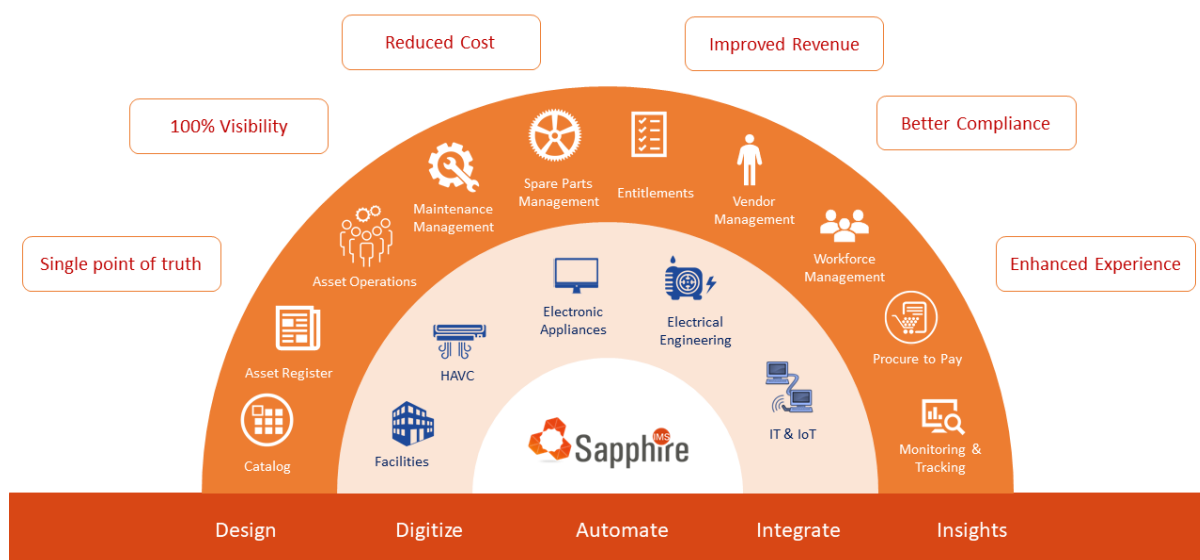 Reduced Cost
Improved Revenue
100% Visibility
Better Compliance
Single point of truth
Enhanced Experience
Catalog
Asset Register
Asset Operations
Maintenance
Management
Spare Parts
Management
Entitlements
Vendor
Management
Workforce
Management
Procure to Pay
Monitoring &
Tracking
Facilities
HAVC
Electronic
Appliances
Electrical
Engineering
IT & IoT
Sapphire
IMS
Design
Digitize
Automate
Integrate
Insights